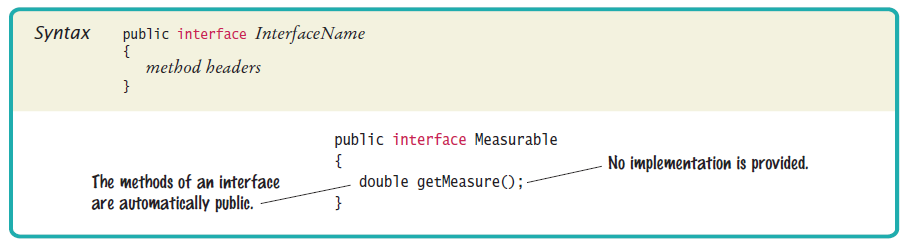 Syntax public interface InterfaceName
{
method headers
}
public interface Measurable
{
No implementation is provided.
The methods of an interface
are automatically public.
double getMeasure();
}